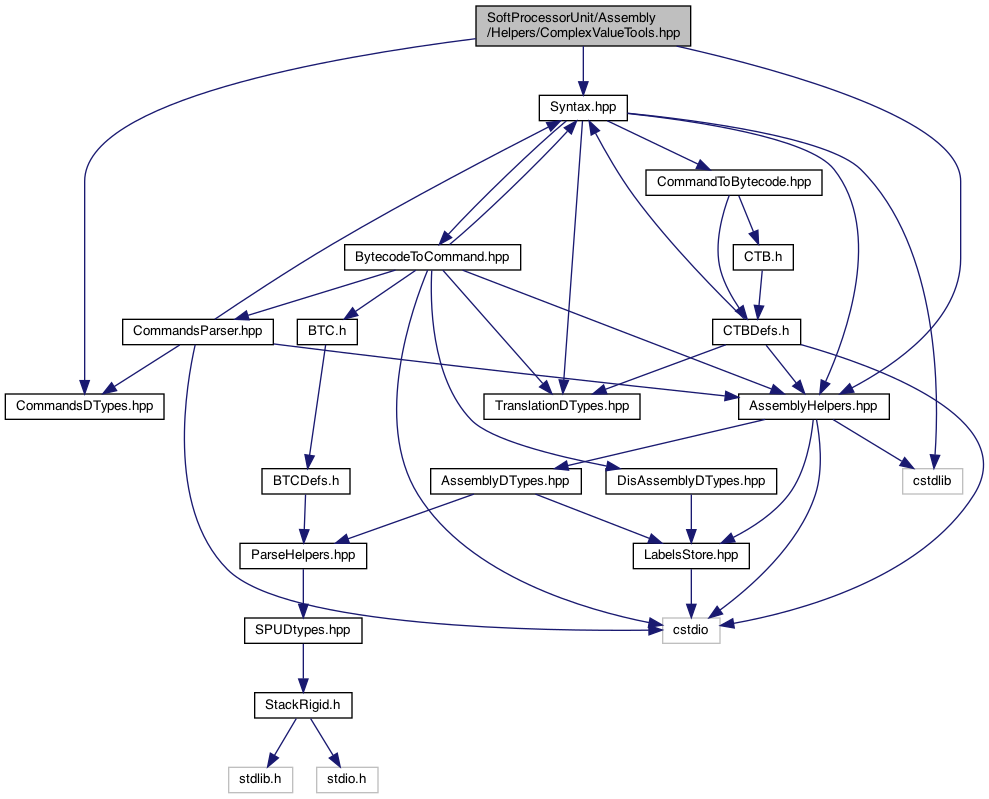 SoftProcessorUnit/Assembly
/Helpers/ComplexValueTools.hpp
Syntax.hpp
CommandToBytecode.hpp
BytecodeToCommand.hpp
CTB.h
CommandsParser.hpp
BTC.h
CTBDefs.h
CommandsDTypes.hpp
TranslationDTypes.hpp
AssemblyHelpers.hpp
BTCDefs.h
AssemblyDTypes.hpp
DisAssemblyDTypes.hpp
cstdlib
ParseHelpers.hpp
LabelsStore.hpp
SPUDtypes.hpp
cstdio
StackRigid.h
stdlib.h
stdio.h